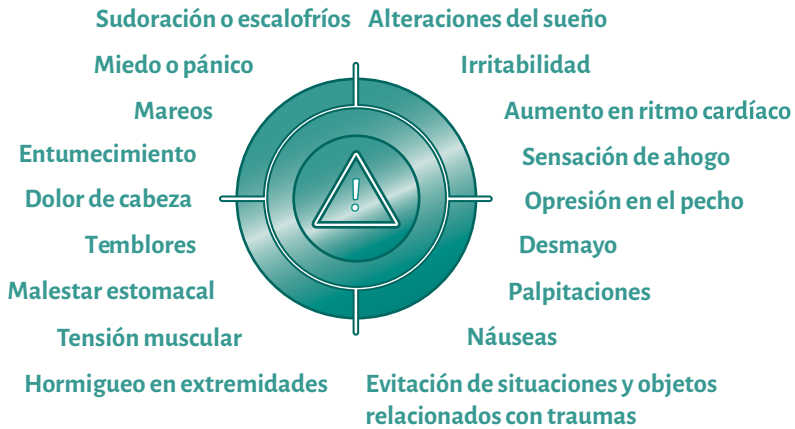 Sudoración o escalofríos
Alteraciones del sueño
Miedo o pánico
Irritabilidad
Mareos
Aumento en ritmo cardíaco
Entumecimiento
Sensación de ahogo
Dolor de cabeza
!
Opresión en el pecho
Temblores
Desmayo
Malestar estomacal
Palpitaciones
Tensión muscular
Náuseas
Hormigueo en extremidades
Evitación de situaciones y objetos
relacionados con traumas